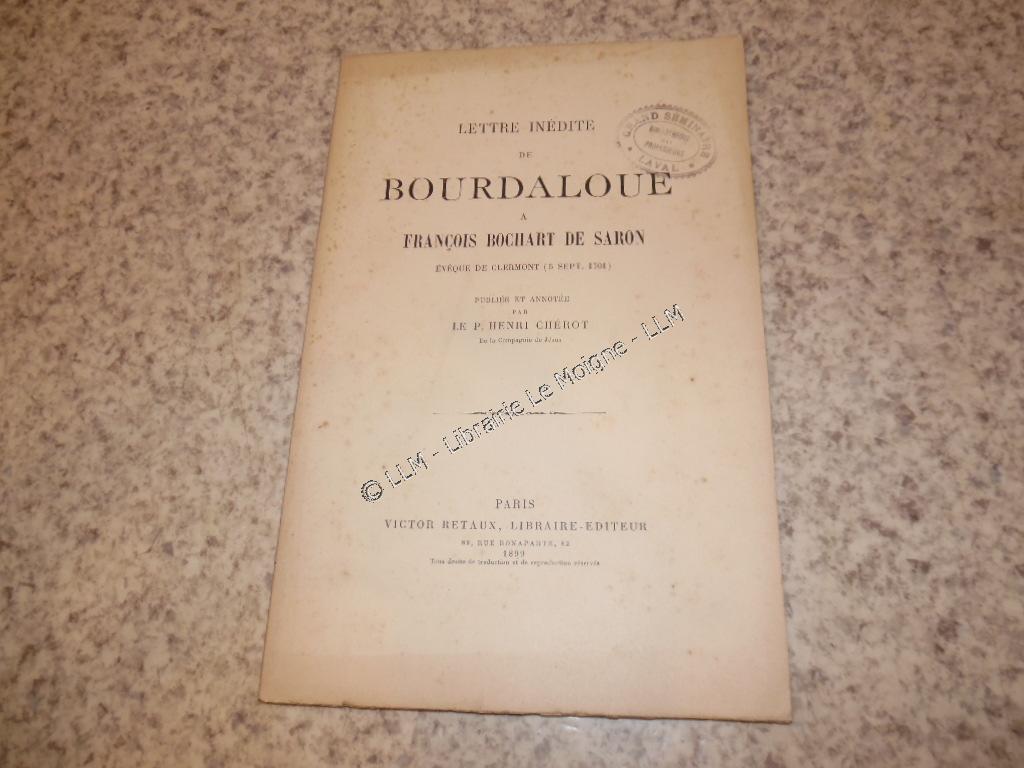 LETTRE INÉDITE
DE
BOURDALOUE
A
FRANÇOIS BOCHART DE SARON
ÉVÊQUE DE CLERMONT (5 SEPT. 1701)
PUBLIÉE ET ANNOTÉE
PAR
LE P. HENRI CHÉROT
De la Compagnie de Jésus
PARIS
VICTOR RETAUX, LIBRAIRE-EDITEUR
82, RUE BONAPARTE, 82
1899
Tous droits de traduction et de reproduction réservés
GRAND SÉMINAIRE
PROFESSEURS
LAVAL
© LLM - Librairie Le Moigne - LLM